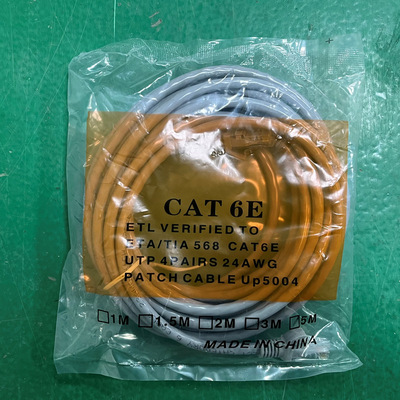 CAT 6E
ETL VERIFIED TO
EIA/TIA 568 CAT6E
UTP 4PAIRS 24AWG
PATCH CABLE Up5004
1M 1.5M 2M 3M 5M
MADE IN CHINA